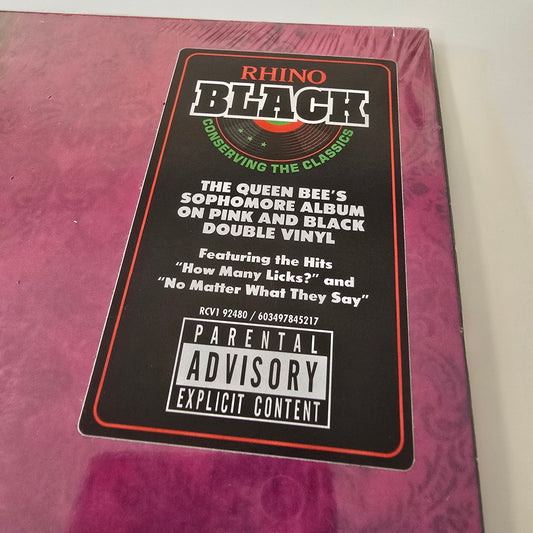 RHINO
BLACK
CONSERVING THE CLASSICS
THE QUEEN BEE'S
SOPHOMORE ALBUM
ON PINK AND BLACK
DOUBLE VINYL
Featuring the Hits
"How Many Licks?" and
"No Matter What They Say"
RCV1 92480 / 603497845217
PARENTAL
ADVISORY
EXPLICIT CONTENT